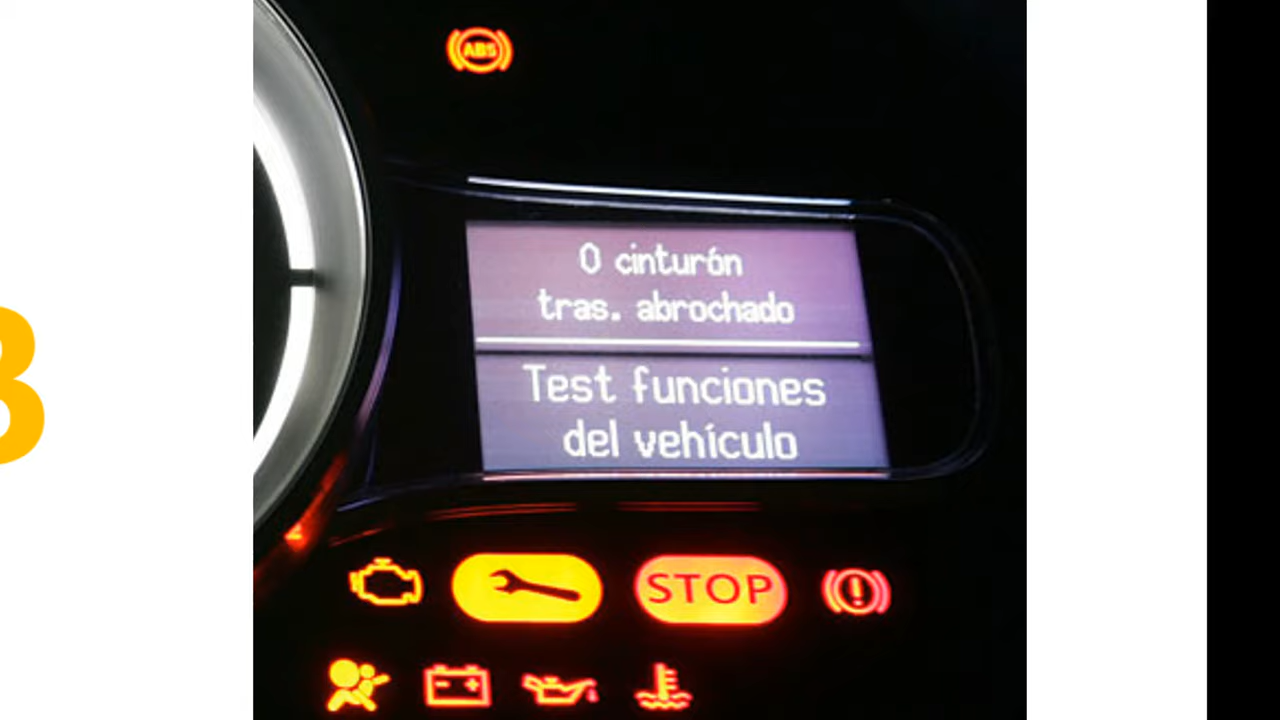 ABS
0 cinturón
tras. abrochado
Test funciones
del vehículo
STOP